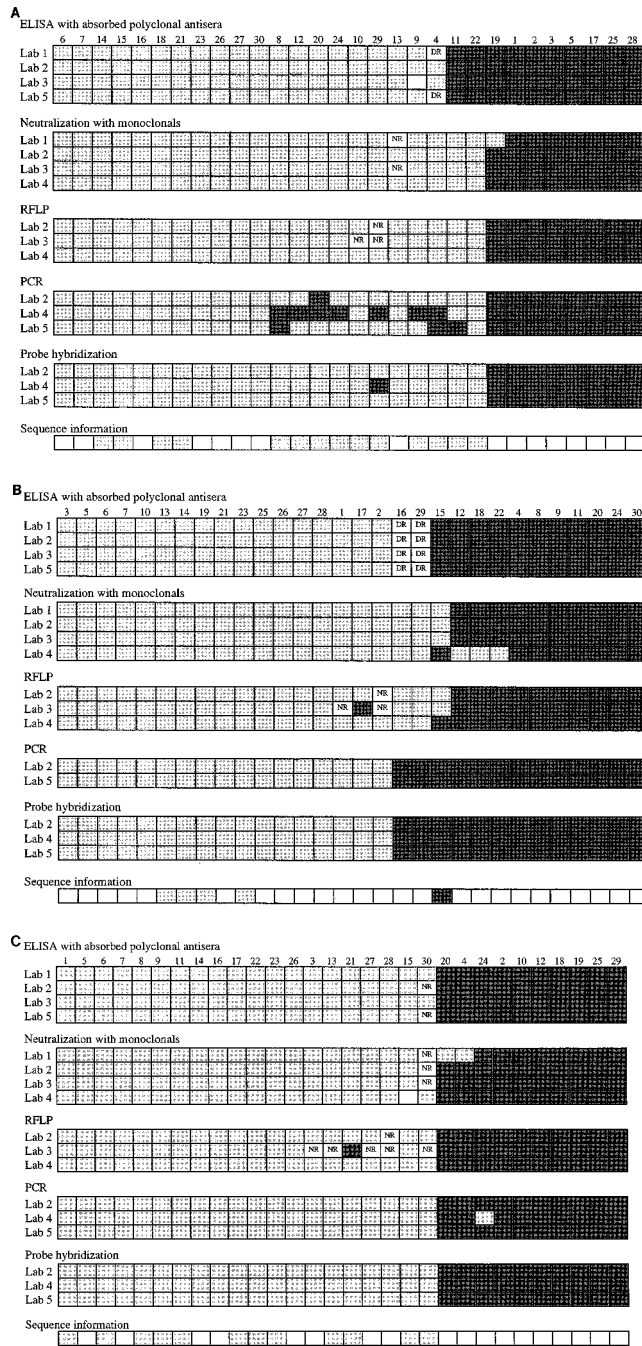 A
ELISA with absorbed polyclonal antisera
6 7 14 15 16 18 21 23 26 27 30 8 12 20 24 10 29 13 9 4 11 22 19 1 2 3 5 17 25 28
Lab 1 DR
Lab 2
Lab 3
Lab 5 DR
Neutralization with monoclonals
Lab 1 NR
Lab 2
Lab 3 NR
Lab 4
RFLP
Lab 2 NR
Lab 3 NR NR
Lab 4
PCR
Lab 2
Lab 4
Lab 5
Probe hybridization
Lab 2
Lab 4
Lab 5
Sequence information
B
ELISA with absorbed polyclonal antisera
3 5 6 7 10 13 14 19 21 23 25 26 27 28 1 17 2 16 29 15 12 18 22 4 8 9 11 20 24 30
Lab 1 DR DR
Lab 2 DR DR
Lab 3 DR DR
Lab 5 DR DR
Neutralization with monoclonals
Lab 1
Lab 2
Lab 3
Lab 4
RFLP
Lab 2 NR
Lab 3 NR NR
Lab 4
PCR
Lab 2
Lab 5
Probe hybridization
Lab 2
Lab 4
Lab 5
Sequence information
C
ELISA with absorbed polyclonal antisera
1 5 6 7 8 9 11 14 16 17 22 23 26 3 13 21 27 28 15 30 20 4 24 2 10 12 18 19 25 29
Lab 1
Lab 2 NR
Lab 3
Lab 5 NR
Neutralization with monoclonals
Lab 1 NR
Lab 2 NR
Lab 3 NR
Lab 4
RFLP
Lab 2 NR
Lab 3 NR NR NR NR NR
Lab 4
PCR
Lab 2
Lab 4
Lab 5
Probe hybridization
Lab 2
Lab 4
Lab 5
Sequence information